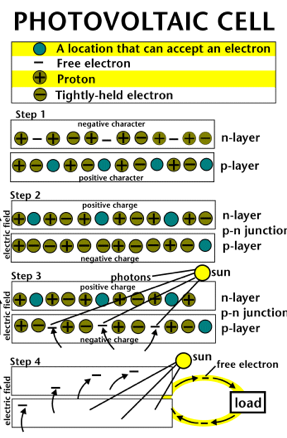 PHOTOVOLTAIC CELL
A location that can accept an electron
Free electron
Proton
Tightly-held electron
Step 1
negative character
n-layer
p-layer
positive character
Step 2
positive charge
n-layer
p-n junction
p-layer
negative charge
electric field
Step 3
photons
sun
positive charge
n-layer
p-n junction
p-layer
negative charge
electric field
Step 4
sun
free electron
load
electric field